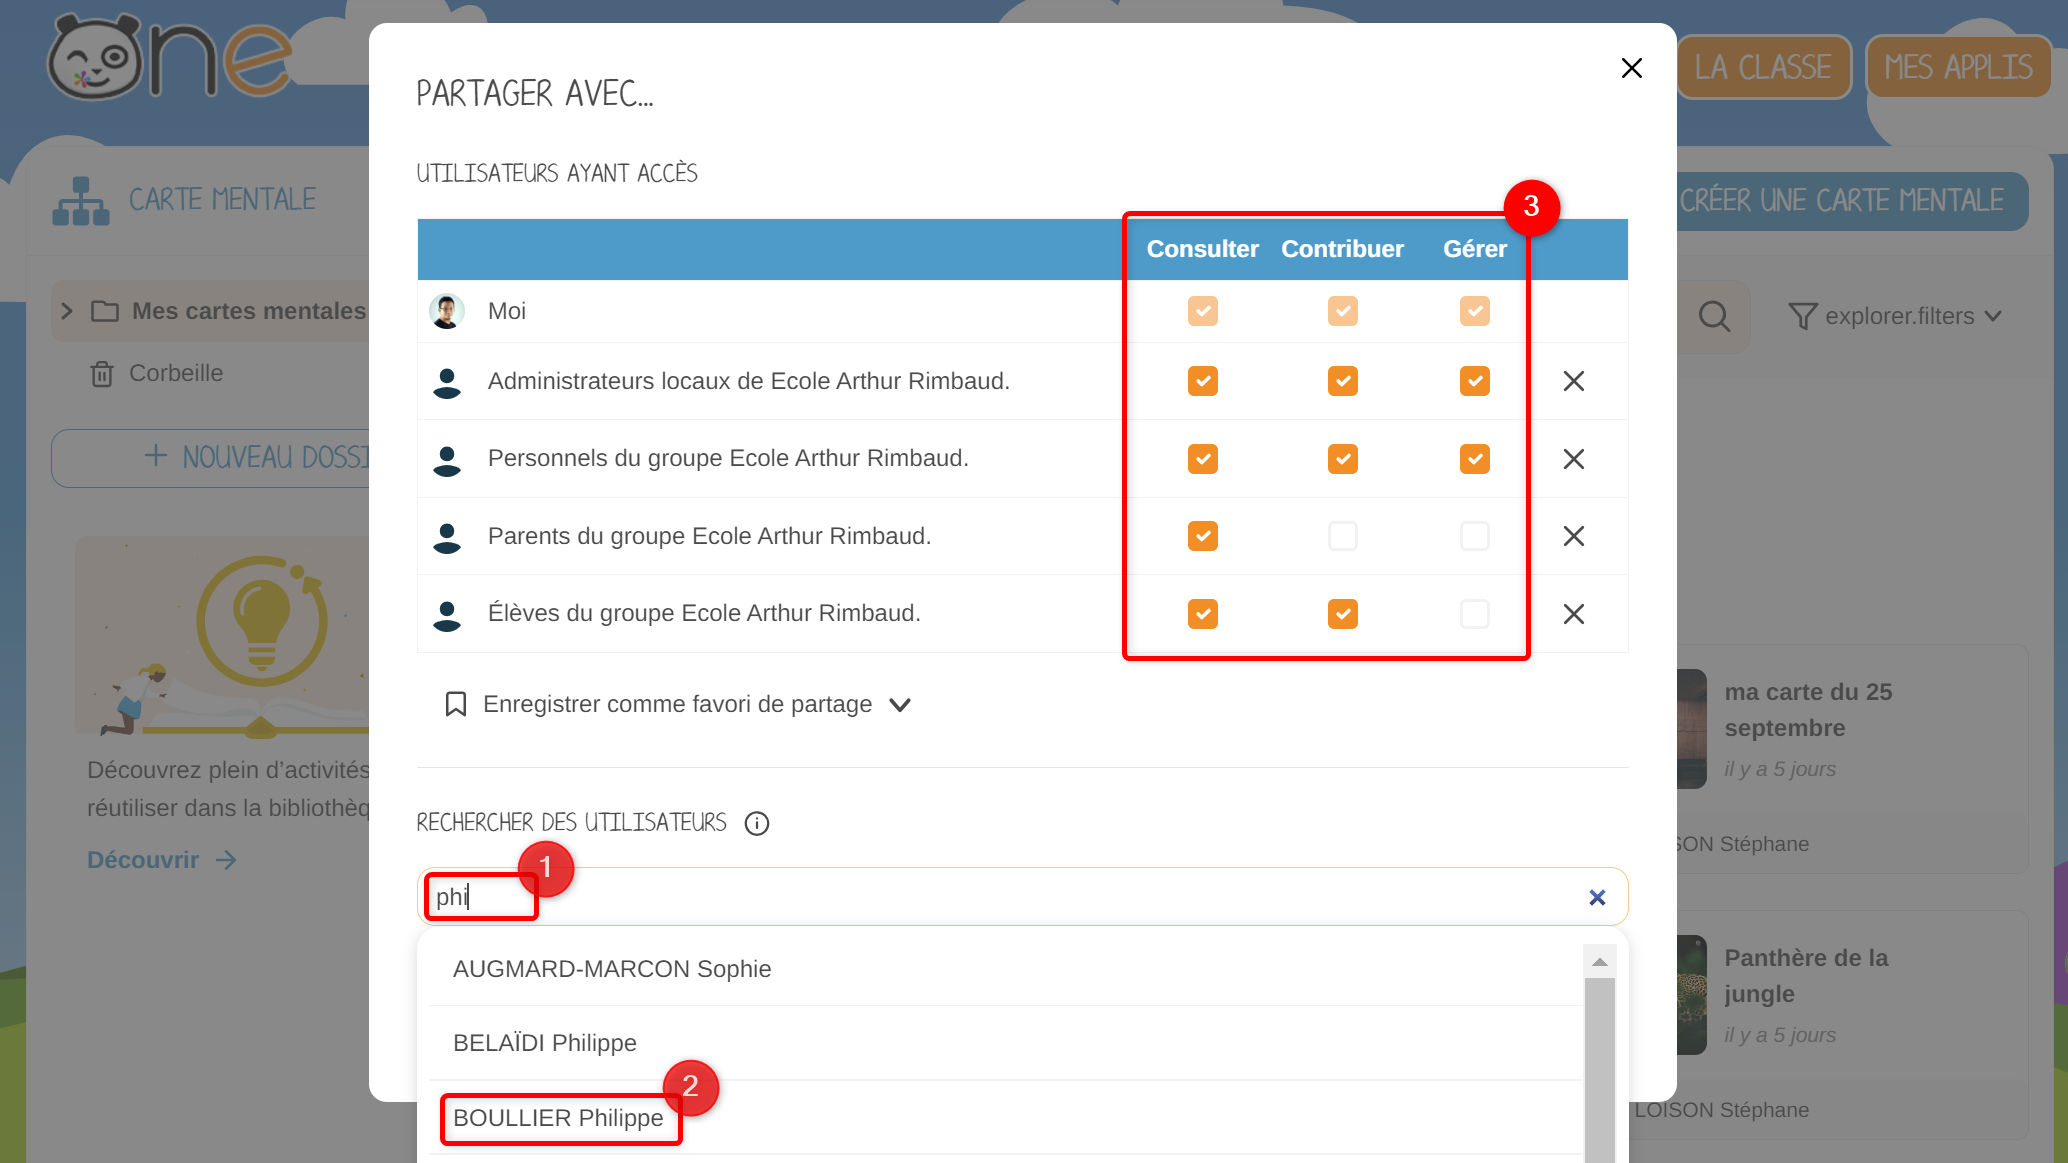 one
LA CLASSE
MES APPLIS
CARTE MENTALE
CRÉER UNE CARTE MENTALE
Mes cartes mentales
Corbeille
NOUVEAU DOSSI
explorer.filters
Découvrez plein d’activités
réutiliser dans la bibliothèq
Découvrir
PARTAGER AVEC...
UTILISATEURS AYANT ACCÈS
3
Consulter Contribuer Gérer
Moi
Administrateurs locaux de Ecole Arthur Rimbaud.
Personnels du groupe Ecole Arthur Rimbaud.
Parents du groupe Ecole Arthur Rimbaud.
Élèves du groupe Ecole Arthur Rimbaud.
Enregistrer comme favori de partage
RECHERCHER DES UTILISATEURS
1
phi
AUGMARD-MARCON Sophie
BELAÏDI Philippe
2
BOULLIER Philippe
ma carte du 25
septembre
il y a 5 jours
SON Stéphane
Panthère de la
jungle
il y a 5 jours
LOISON Stéphane